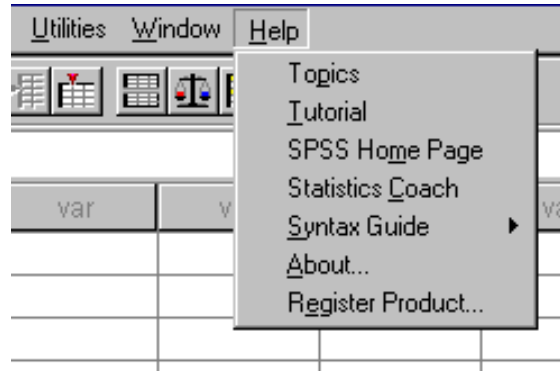 Utilities Window Help
Topics
Tutorial
SPSS Home Page
Statistics Coach
Syntax Guide
About...
Register Product...
var